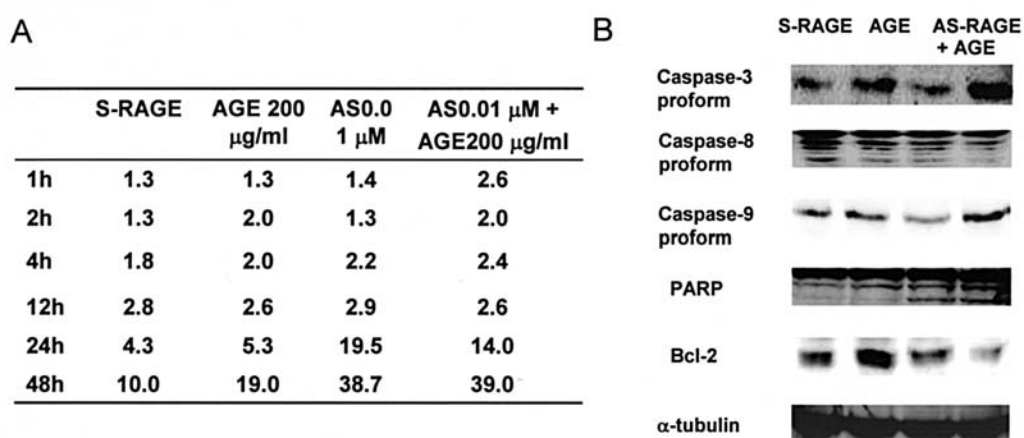 A
S-RAGE AGE 200 AS0.0 AS0.01 μM +
μg/ml 1 μM AGE200 μg/ml
1h 1.3 1.3 1.4 2.6
2h 1.3 2.0 1.3 2.0
4h 1.8 2.0 2.2 2.4
12h 2.8 2.6 2.9 2.6
24h 4.3 5.3 19.5 14.0
48h 10.0 19.0 38.7 39.0
B
S-RAGE AGE AS-RAGE
+ AGE
Caspase-3
proform
Caspase-8
proform
Caspase-9
proform
PARP
Bcl-2
α-tubulin